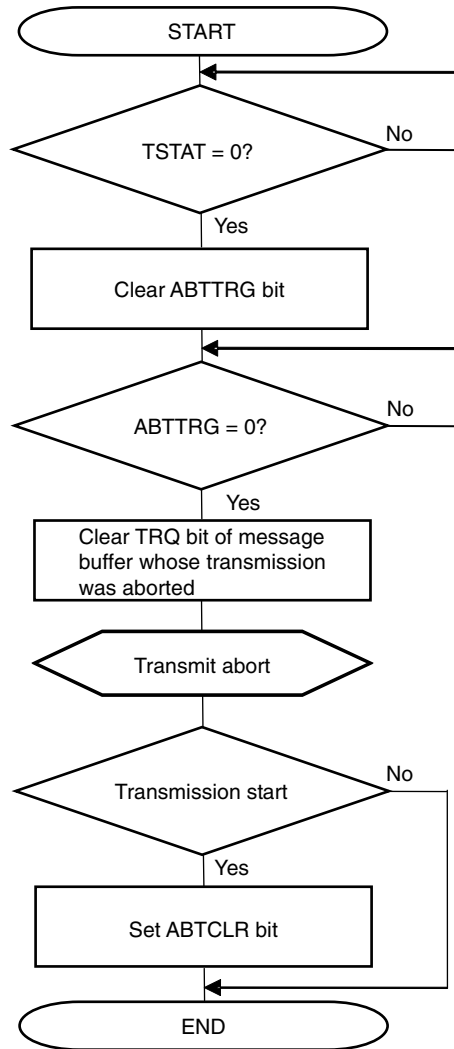 START
TSTAT = 0?
No
Yes
Clear ABTTRG bit
ABTTRG = 0?
No
Yes
Clear TRQ bit of message
buffer whose transmission
was aborted
Transmit abort
Transmission start
No
Yes
Set ABTCLR bit
END